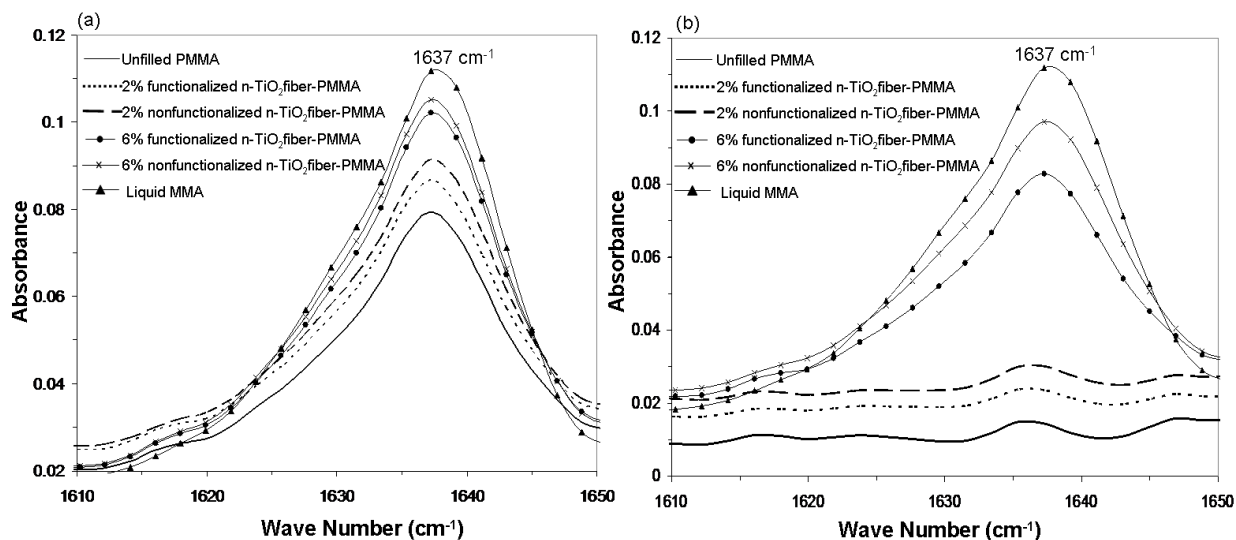 (a)
0.12
0.1
0.08
0.06
0.04
0.02
Absorbance
1637 cm⁻¹
Unfilled PMMA
2% functionalized n-TiO₂fiber-PMMA
2% nonfunctionalized n-TiO₂fiber-PMMA
6% functionalized n-TiO₂fiber-PMMA
6% nonfunctionalized n-TiO₂fiber-PMMA
Liquid MMA
1610 1620 1630 1640 1650
Wave Number (cm⁻¹)
(b)
0.12
0.1
0.08
0.06
0.04
0.02
0
Absorbance
1637 cm⁻¹
Unfilled PMMA
2% functionalized n-TiO₂fiber-PMMA
2% nonfunctionalized n-TiO₂fiber-PMMA
6% functionalized n-TiO₂fiber-PMMA
6% nonfunctionalized n-TiO₂fiber-PMMA
Liquid MMA
1610 1620 1630 1640 1650
Wave Number (cm⁻¹)